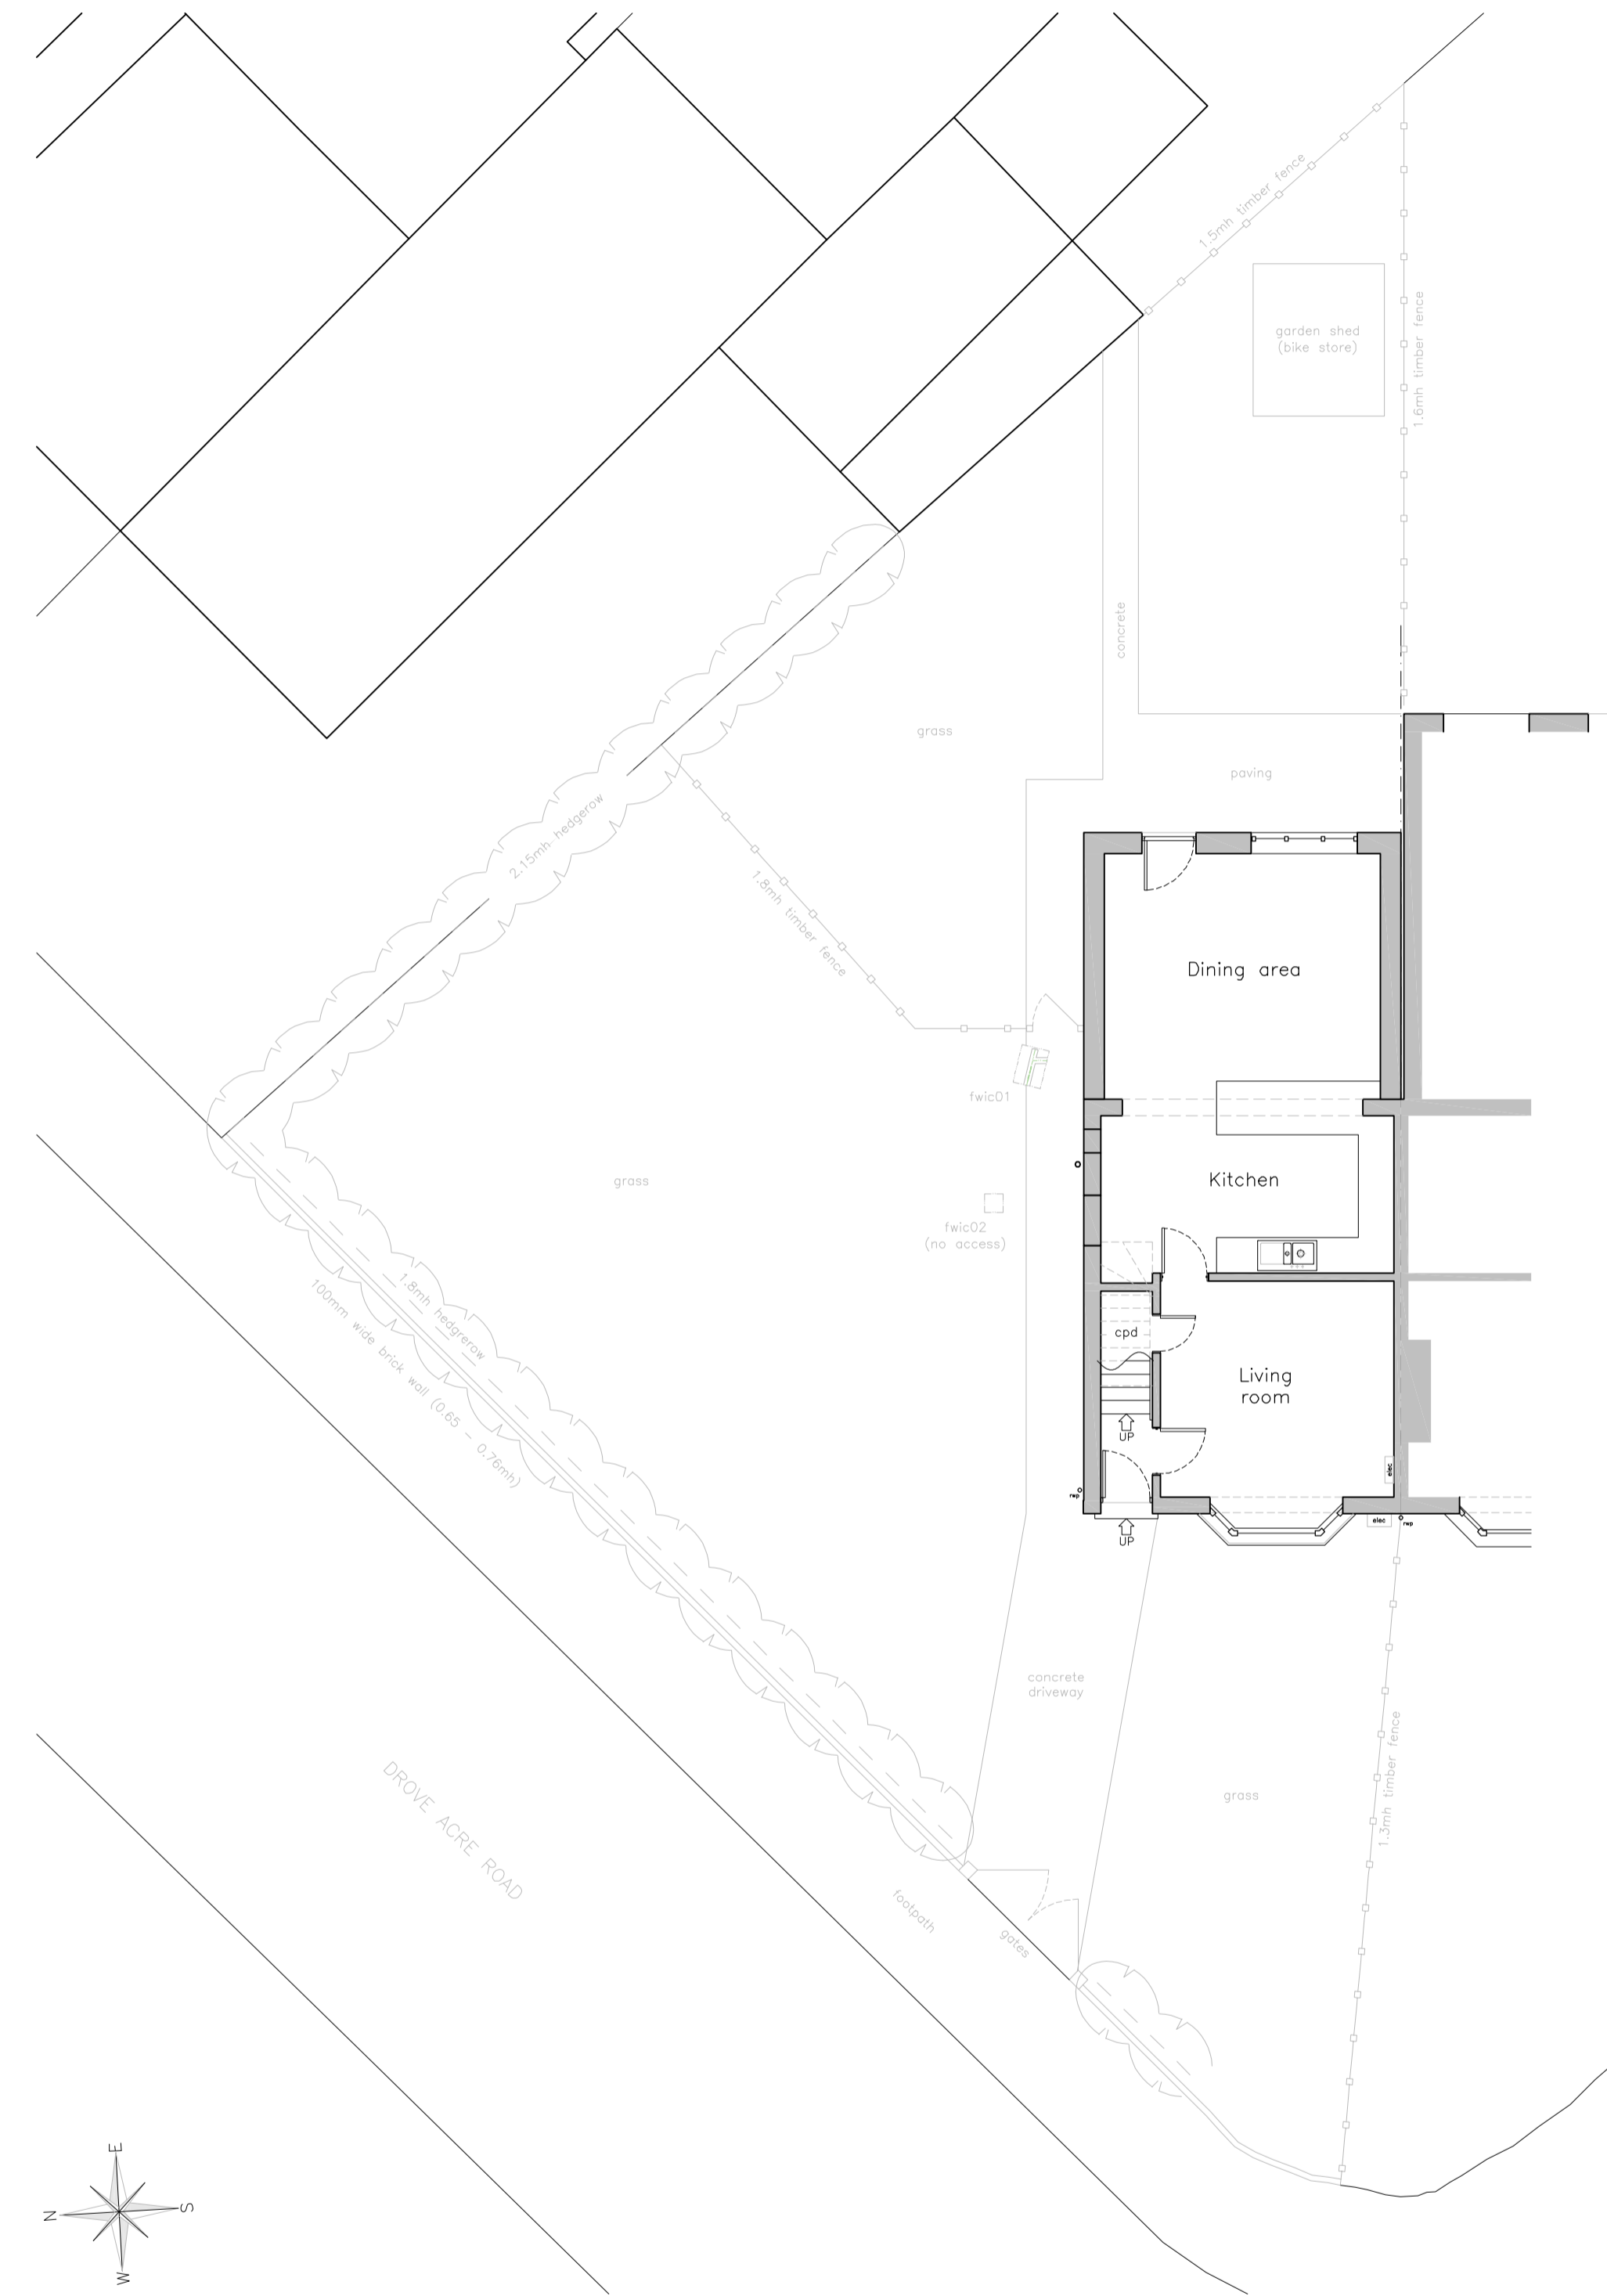 1.5mh timber fence
garden shed
(bike store)
1.6mh timber fence
concrete
grass
paving
2.15mh hedgerow
1.8mh timber fence
Dining area
fwic01
grass
Kitchen
fwic02
(no access)
1.8mh hedgrerow
100mm wide brick wall (0.65 - 0.76mh)
cpd
Living
room
UP
elec
rwp
UP
elec
rwp
concrete
driveway
1.3mh timber fence
grass
DROVE ACRE ROAD
footpath
gates
E
N
S
W